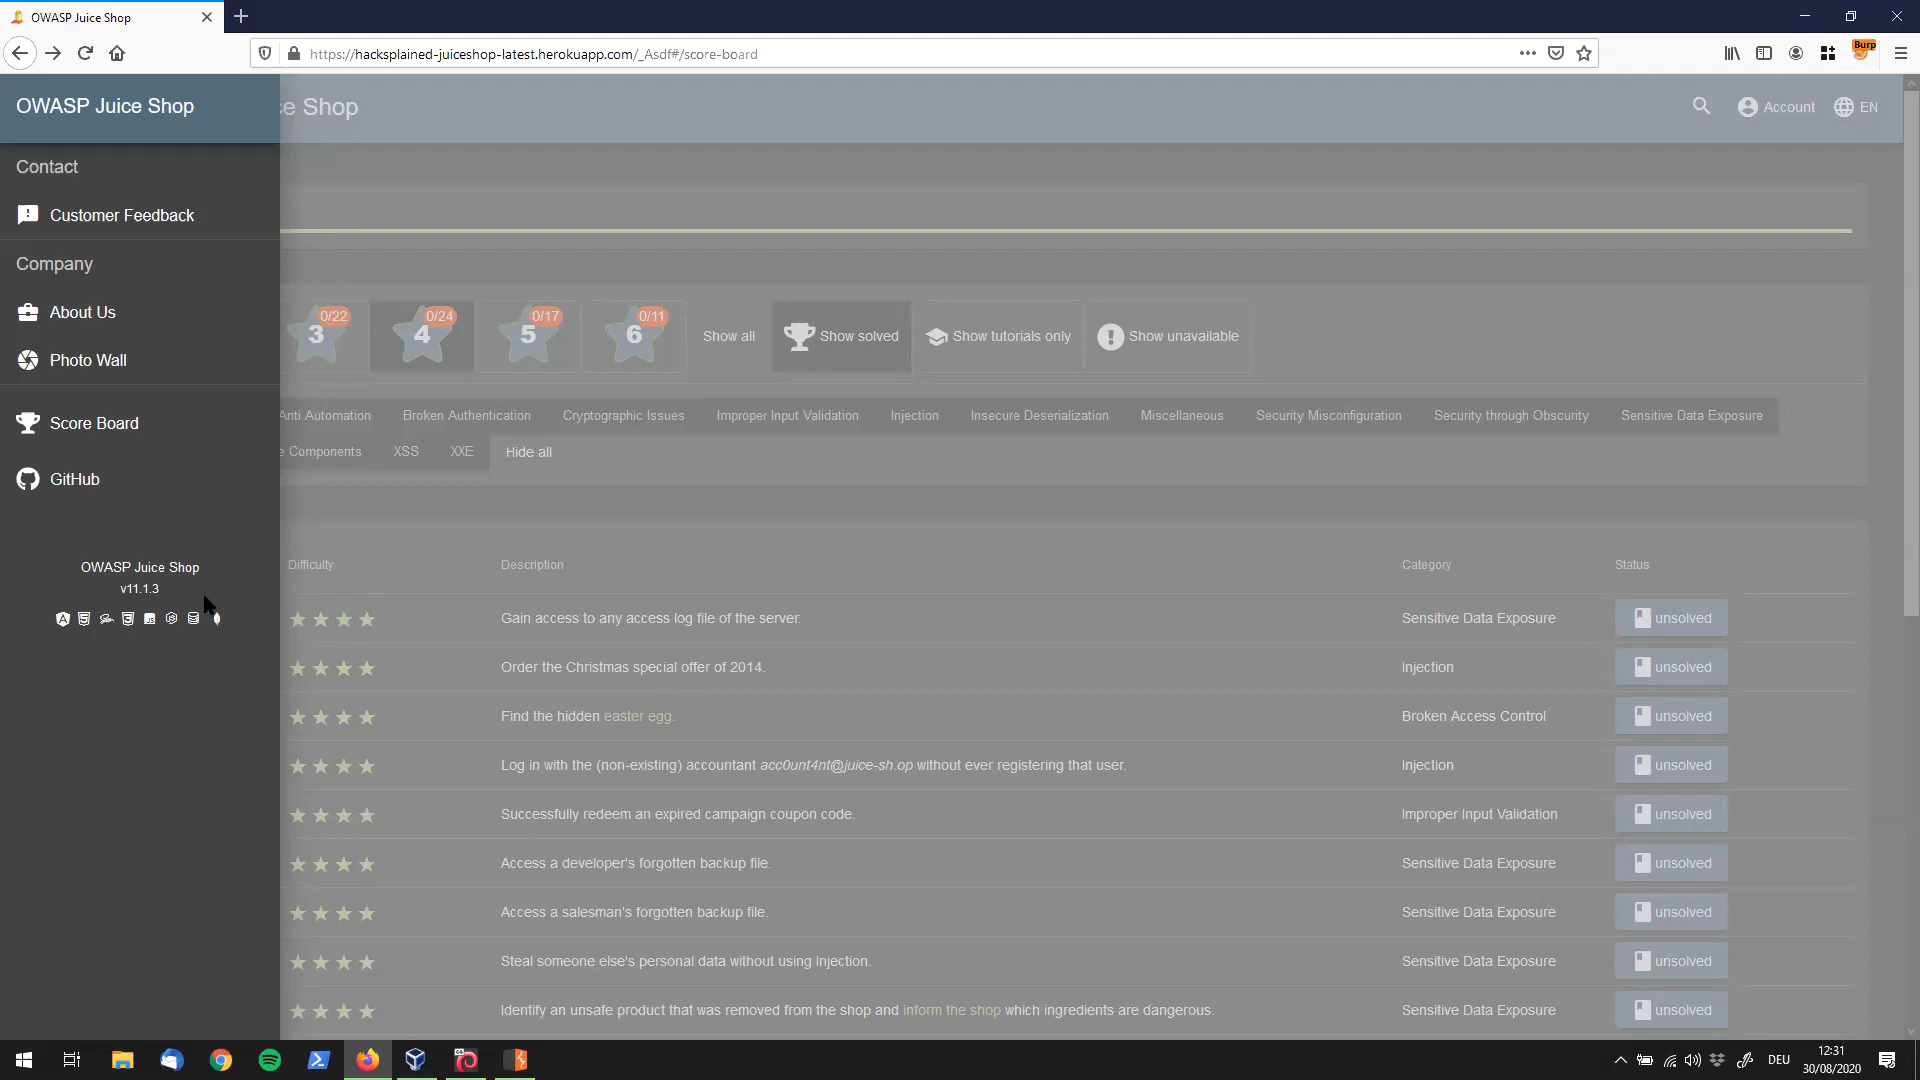 OWASP Juice Shop
https://hacksplained-juiceshop-latest.herokuapp.com/_Asdf#/score-board
Burp
OWASP Juice Shop
ce Shop
Account
EN
Contact
Customer Feedback
Company
About Us
Photo Wall
Score Board
GitHub
OWASP Juice Shop
v11.1.3
3 0/22
4 0/24
5 0/17
6 0/11
Show all
Show solved
Show tutorials only
Show unavailable
Anti Automation Broken Authentication Cryptographic Issues Improper Input Validation Injection Insecure Deserialization Miscellaneous Security Misconfiguration Security through Obscurity Sensitive Data Exposure
e Components XSS XXE Hide all
Difficulty Description Category Status
Gain access to any access log file of the server. Sensitive Data Exposure unsolved
Order the Christmas special offer of 2014. Injection unsolved
Find the hidden easter egg. Broken Access Control unsolved
Log in with the (non-existing) accountant acc0unt4nt@juice-sh.op without ever registering that user. Injection unsolved
Successfully redeem an expired campaign coupon code. Improper Input Validation unsolved
Access a developer's forgotten backup file. Sensitive Data Exposure unsolved
Access a salesman's forgotten backup file. Sensitive Data Exposure unsolved
Steal someone else's personal data without using Injection. Sensitive Data Exposure unsolved
Identify an unsafe product that was removed from the shop and inform the shop which ingredients are dangerous. Sensitive Data Exposure unsolved
DEU
12:31
30/08/2020